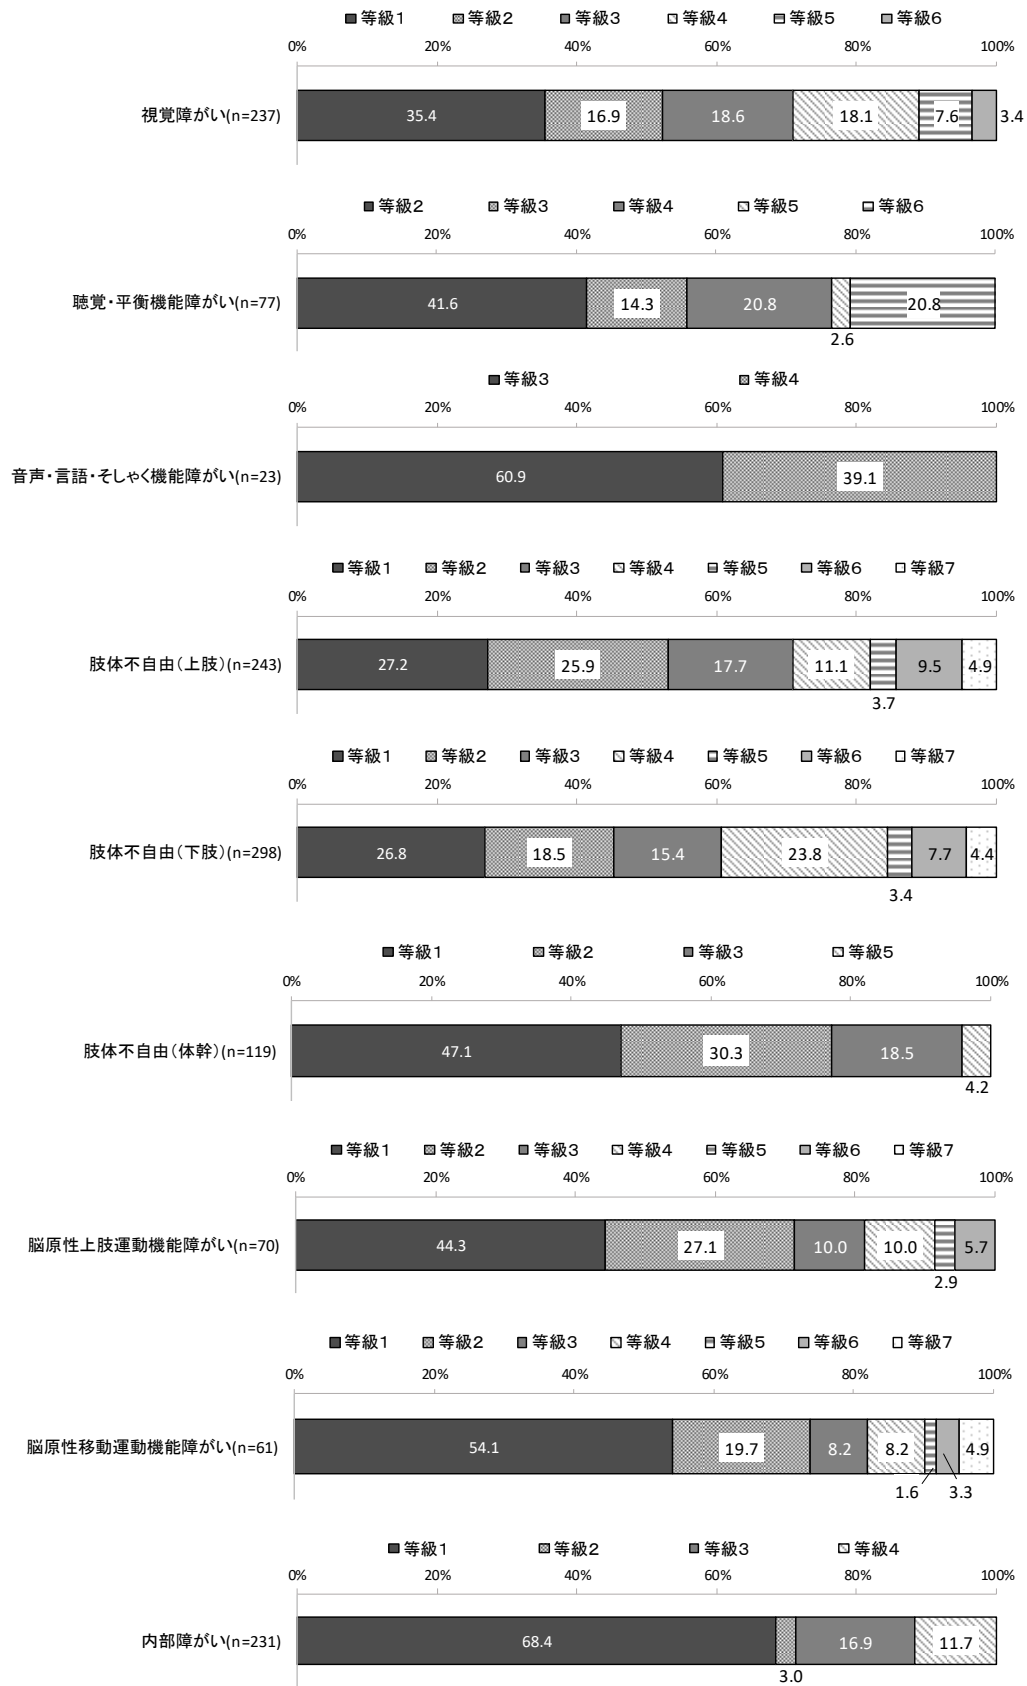 ■等級1 等級2 ■等級3 等級4 等級5 ■等級6
0% 20% 40% 60% 80% 100%
視覚障がい(n=237) 35.4 16.9 18.6 18.1 7.6 3.4
■等級2 等級3 ■等級4 等級5 等級6
0% 20% 40% 60% 80% 100%
聴覚・平衡機能障がい(n=77) 41.6 14.3 20.8 20.8
2.6
■等級3 等級4
0% 20% 40% 60% 80% 100%
音声・言語・そしゃく機能障がい(n=23) 60.9 39.1
■等級1 等級2 ■等級3 等級4 等級5 ■等級6 □等級7
0% 20% 40% 60% 80% 100%
肢体不自由(上肢)(n=243) 27.2 25.9 17.7 11.1 9.5 4.9
3.7
■等級1 等級2 ■等級3 等級4 等級5 ■等級6 □等級7
0% 20% 40% 60% 80% 100%
肢体不自由(下肢)(n=298) 26.8 18.5 15.4 23.8 7.7 4.4
3.4
■等級1 等級2 ■等級3 等級5
0% 20% 40% 60% 80% 100%
肢体不自由(体幹)(n=119) 47.1 30.3 18.5
4.2
■等級1 等級2 ■等級3 等級4 等級5 ■等級6 □等級7
0% 20% 40% 60% 80% 100%
脳原性上肢運動機能障がい(n=70) 44.3 27.1 10.0 10.0 5.7
2.9
■等級1 等級2 ■等級3 等級4 等級5 ■等級6 □等級7
0% 20% 40% 60% 80% 100%
脳原性移動運動機能障がい(n=61) 54.1 19.7 8.2 8.2 4.9
1.6 3.3
■等級1 等級2 ■等級3 等級4
0% 20% 40% 60% 80% 100%
内部障がい(n=231) 68.4 16.9 11.7
3.0